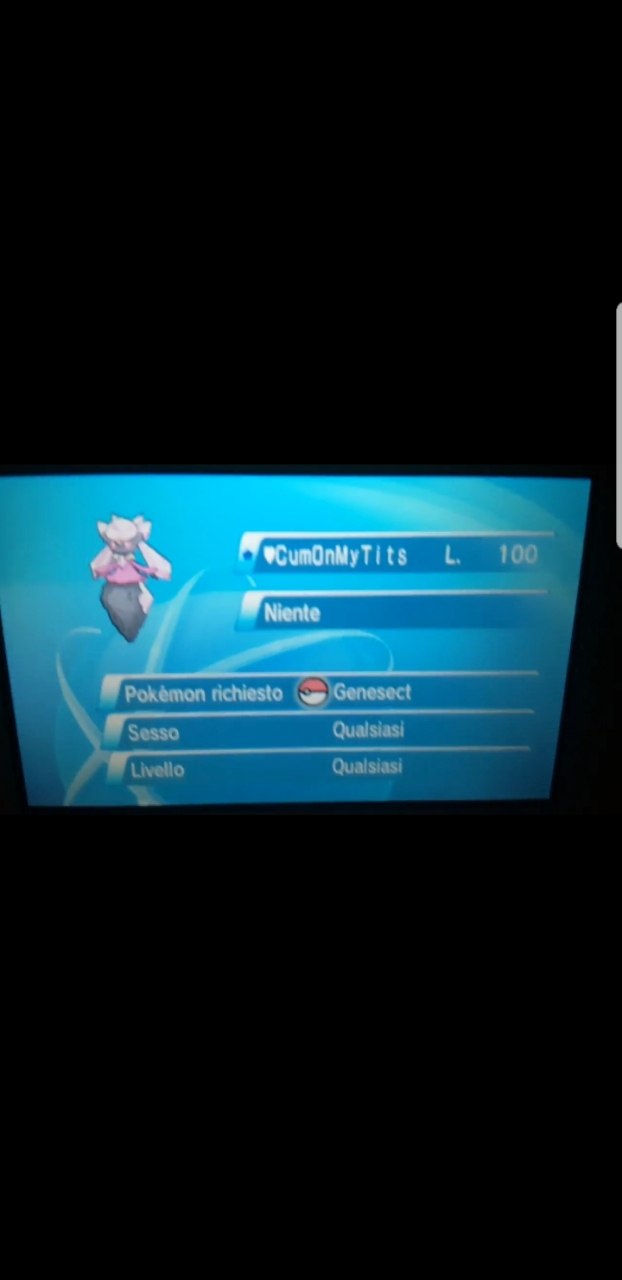 ♥CumOnMyTits L. 100
Niente
Pokémon richiesto Genesect
Sesso Qualsiasi
Livello Qualsiasi